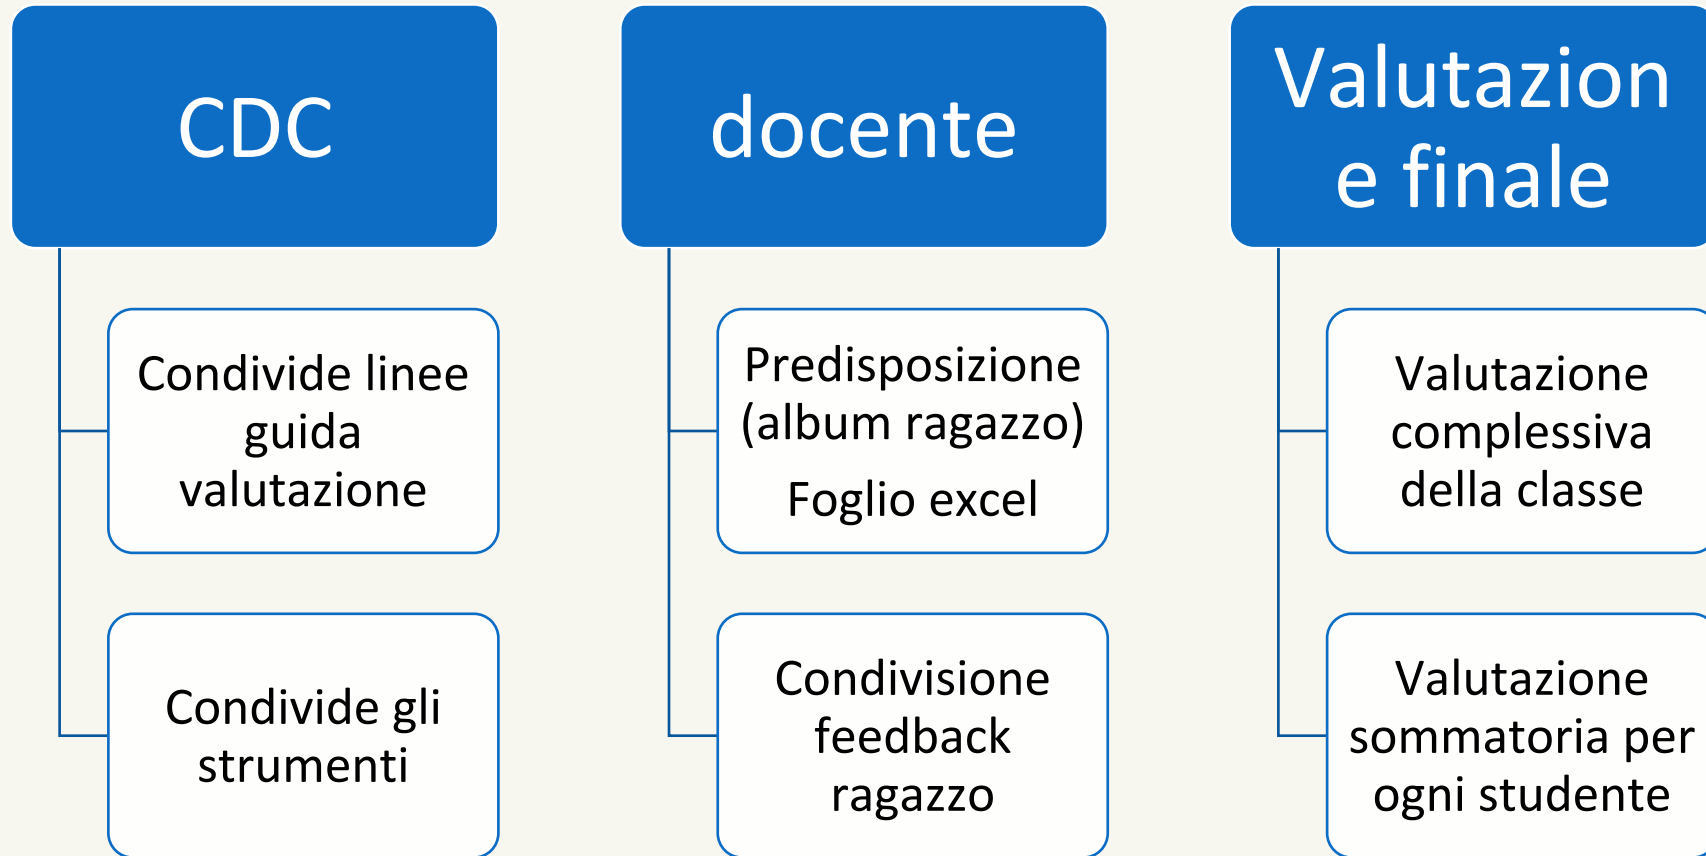 CDC
Condivide linee
guida
valutazione
Condivide gli
strumenti
docente
Predisposizione
(album ragazzo)
Foglio excel
Condivisione
feedback
ragazzo
Valutazion
e finale
Valutazione
complessiva
della classe
Valutazione
sommatoria per
ogni studente